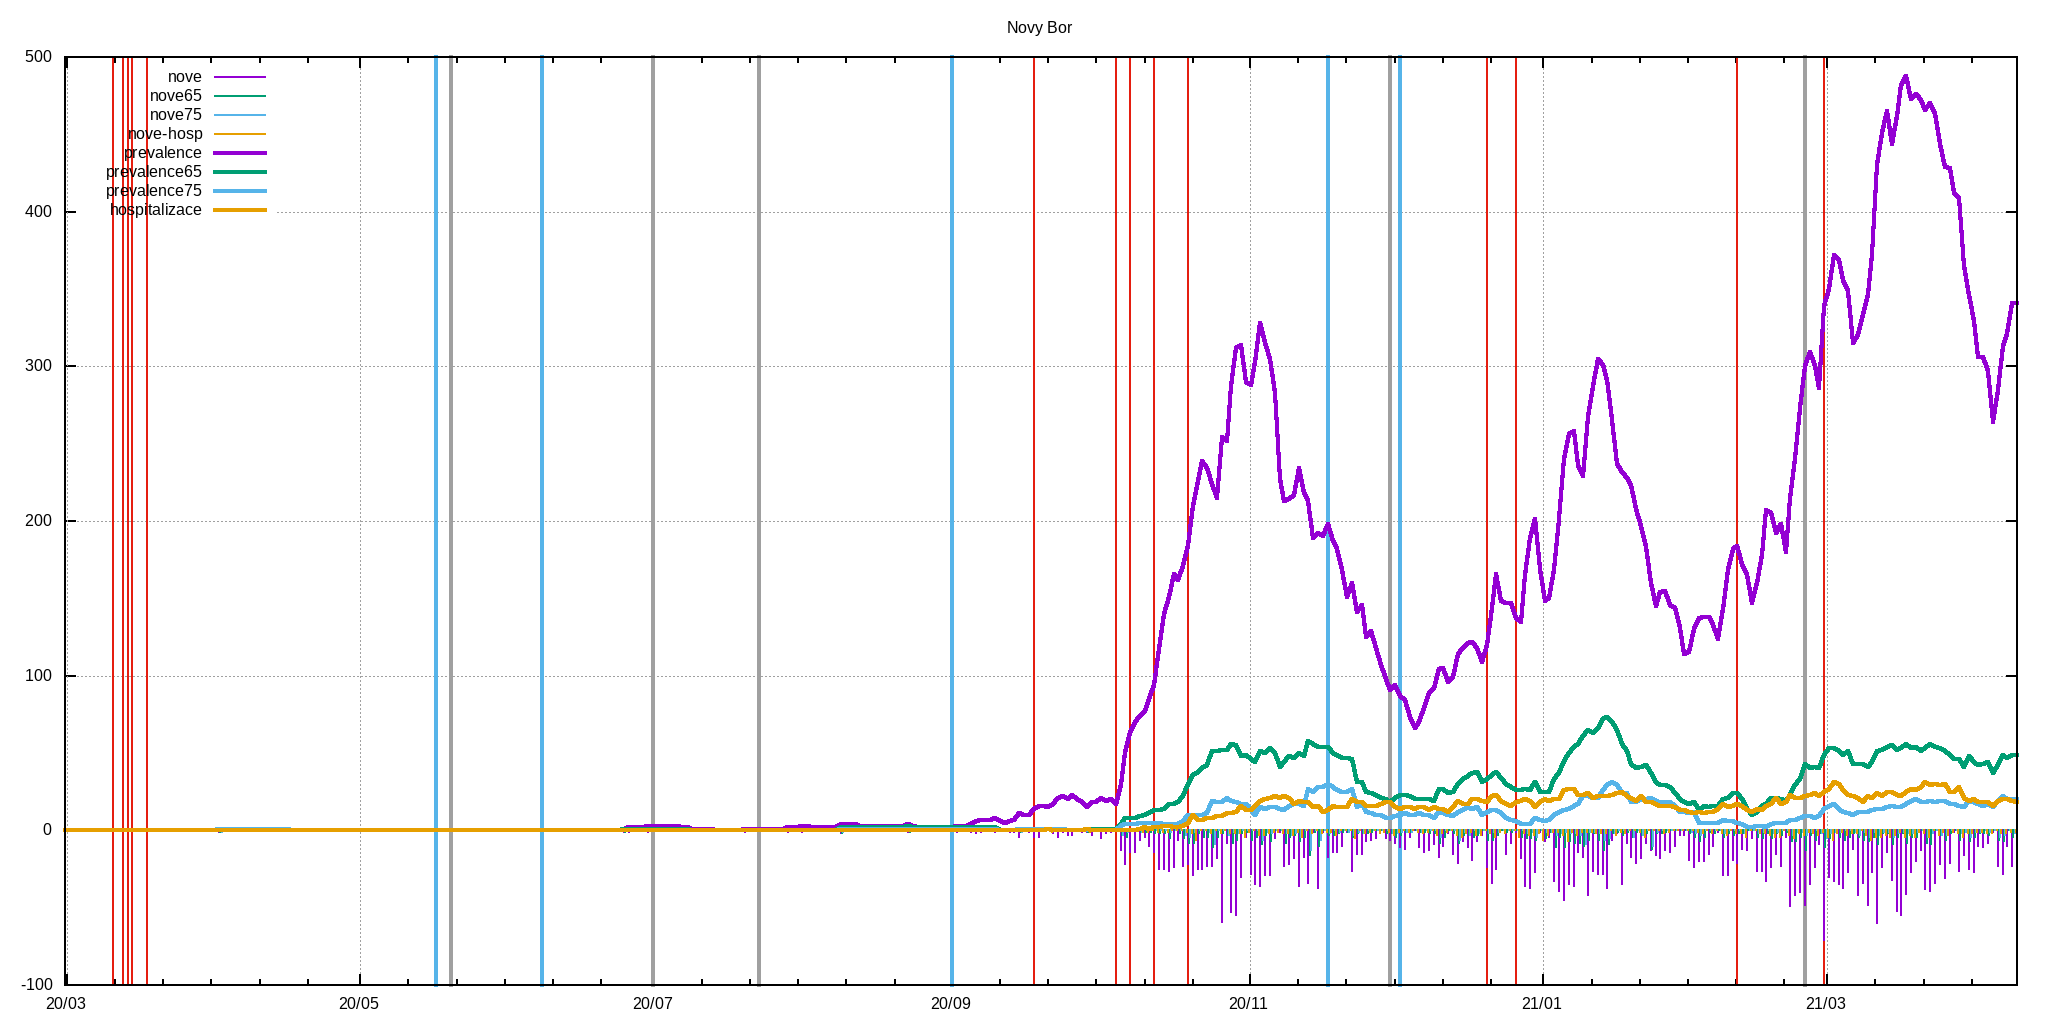 Novy Bor
500
nove
nove65
nove75
nove-hosp
prevalence
prevalence65
prevalence75
hospitalizace
400
300
200
100
0
-100
20/03 20/05 20/07 20/09 20/11 21/01 21/03